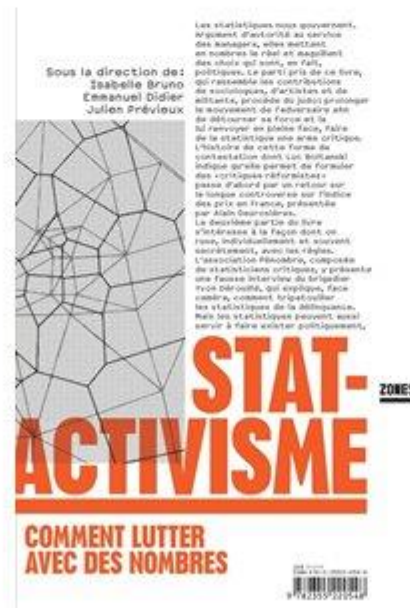 Sous la direction de:
Isabelle Bruno
Emmanuel Didier
Julien Prévieux
Les statistiques nous gouvernent.
Argument d'autorité au service
des managers, elles mettent
en nombres le réel et maquillent
des choix qui sont, en fait,
politiques. Le parti pris de ce livre,
qui rassemble les contributions
de sociologues, d'artistes et de
militants, procède du judo: prolonger
le mouvement de l'adversaire afin
de détourner sa force et la
lui renvoyer en pleine face, faire
de la statistique une arme critique.
L'histoire de cette forme de
contestation dont Luc Boltanski
indique qu'elle permet de formuler
des «critiques réformistes»
passe d'abord par un retour sur
la longue controverse sur l'indice
des prix en France, présentée
par Alain Desrosières.
La deuxième partie du livre
s'intéresse à la façon dont on
ruse, individuellement et souvent
secrètement, avec les règles.
L'association Pénombre, composée
de statisticiens critiques, y présente
une fausse interview du brigadier
Yvon Dérouillé, qui explique, face
caméra, comment tripatouiller
les statistiques de la délinquance.
Mais les statistiques peuvent aussi
servir à faire exister politiquement,
STAT-
ZONES
ACTIVISME
COMMENT LUTTER
AVEC DES NOMBRES
9 782355 220548